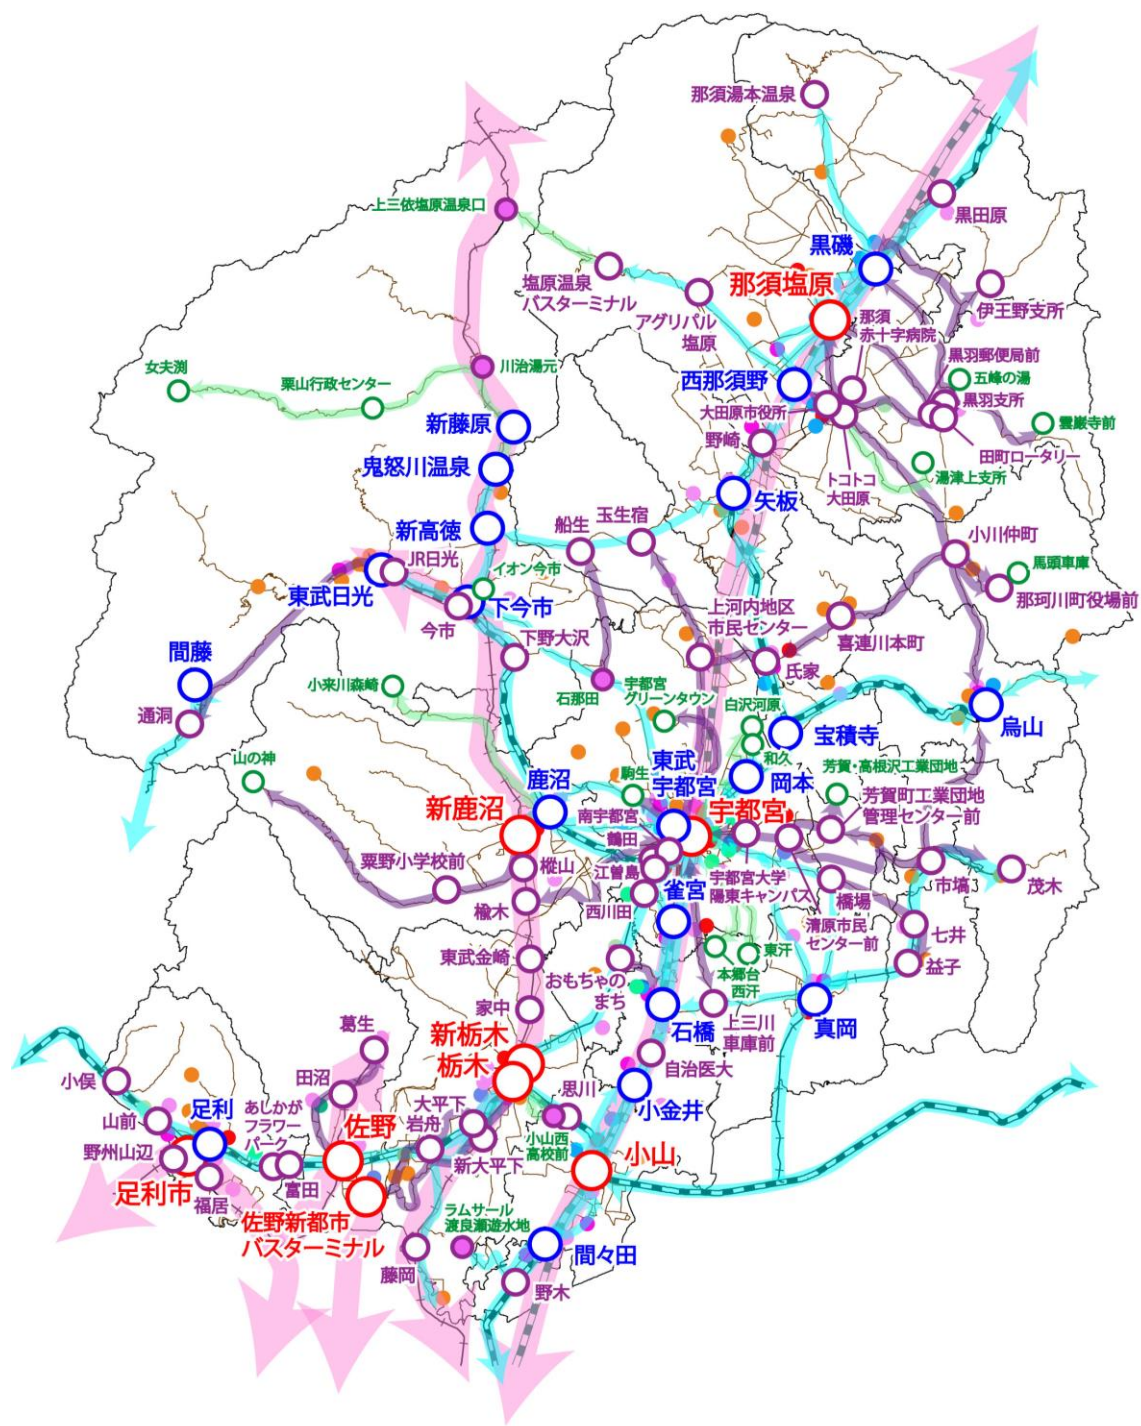 那須湯本温泉
上三依塩原温泉口
黒田原
黒磯
塩原温泉
バスターミナル
那須塩原
アグリパル
塩原
那須
赤十字病院
伊王野支所
女夫渕
栗山行政センター
川治湯元
西那須野
黒羽郵便局前
五峰の湯
黒羽支所
大田原市役所
新藤原
野崎
雲巌寺前
田町ロータリー
鬼怒川温泉
トコトコ
大田原
湯津上支所
矢板
新高徳
船生
玉生宿
小川仲町
JR日光
イオン今市
馬頭車庫
東武日光
下今市
那珂川町役場前
今市
上河内地区
市民センター
喜連川本町
下野大沢
間藤
氏家
小来川森崎
石那田
宇都宮
グリーンタウン
白沢河原
通洞
宝積寺
烏山
山の神
和久
鹿沼
駒生
東武
宇都宮
岡本
芳賀・高根沢工業団地
新鹿沼
南宇都宮
宇都宮
芳賀町工業団地
管理センター前
鶴田
粟野小学校前
樅山
江曽島
宇都宮大学
陽東キャンパス
市塙
茂木
楡木
西川田
雀宮
清原市民
センター前
橋場
七井
東武金崎
本郷台
西汗
東汗
益子
おもちゃの
まち
家中
石橋
上三川
車庫前
真岡
新栃木
栃木
葛生
自治医大
小俣
田沼
思川
小金井
山前
足利
あしかが
フラワー
パーク
佐野
大平下
岩舟
小山西
高校前
小山
野州山辺
新大平下
足利市
福居
富田
佐野新都市
バスターミナル
ラムサール
渡良瀬遊水地
間々田
藤岡
野木